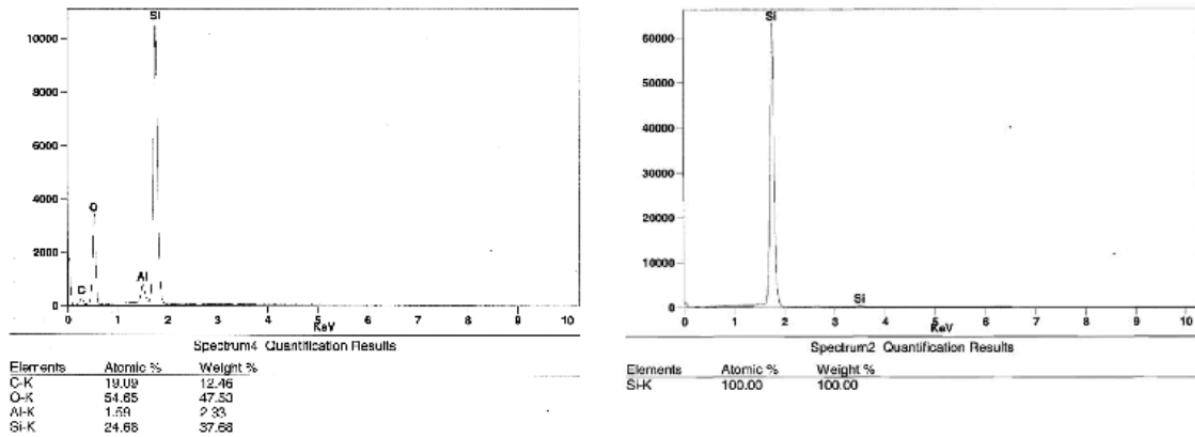 Si
10000
8000
6000
4000
2000
0
O
C
Al
0 1 2 3 4 5 6 7 8 9 10
KeV
Spectrum4 Quantification Results
Elements Atomic % Weight %
C-K 19.09 12.46
O-K 54.65 47.53
Al-K 1.59 2.33
Si-K 24.68 37.68
Si
60000
50000
40000
30000
20000
10000
0
Si
0 1 2 3 4 5 6 7 8 9 10
KeV
Spectrum2 Quantification Results
Elements Atomic % Weight %
Si-K 100.00 100.00